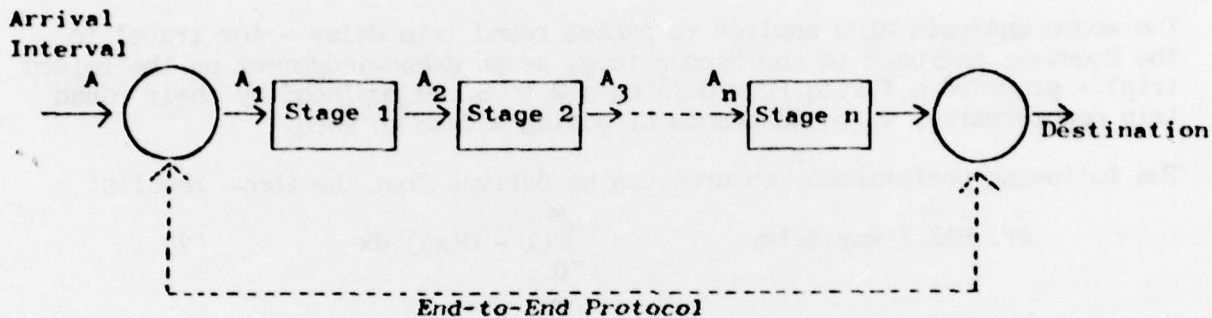 Arrival
Interval
A
A1
Stage 1
A2
Stage 2
A3
An
Stage n
Destination
End-to-End Protocol